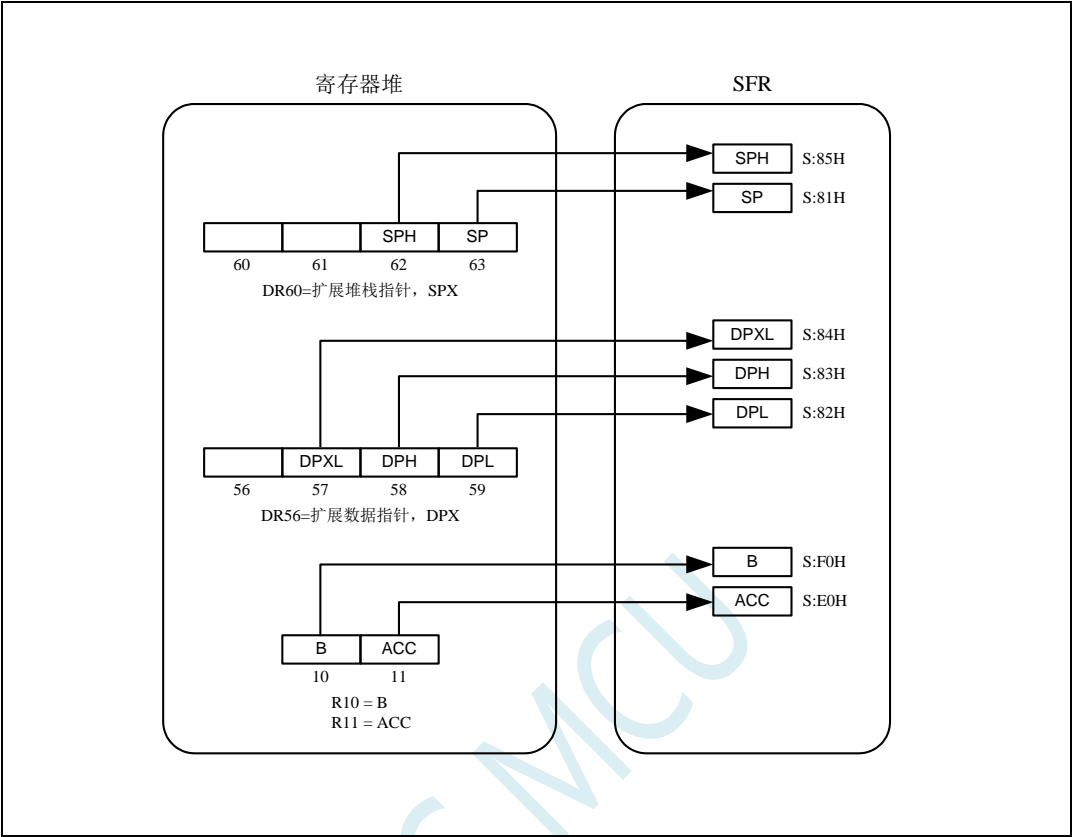 寄存器堆 SFR
SPH S:85H
SP S:81H
SPH SP
60 61 62 63
DR60=扩展堆栈指针，SPX
DPXL S:84H
DPH S:83H
DPL S:82H
DPXL DPH DPL
56 57 58 59
DR56=扩展数据指针，DPX
B S:F0H
ACC S:E0H
B ACC
10 11
R10 = B
R11 = ACC
MCU